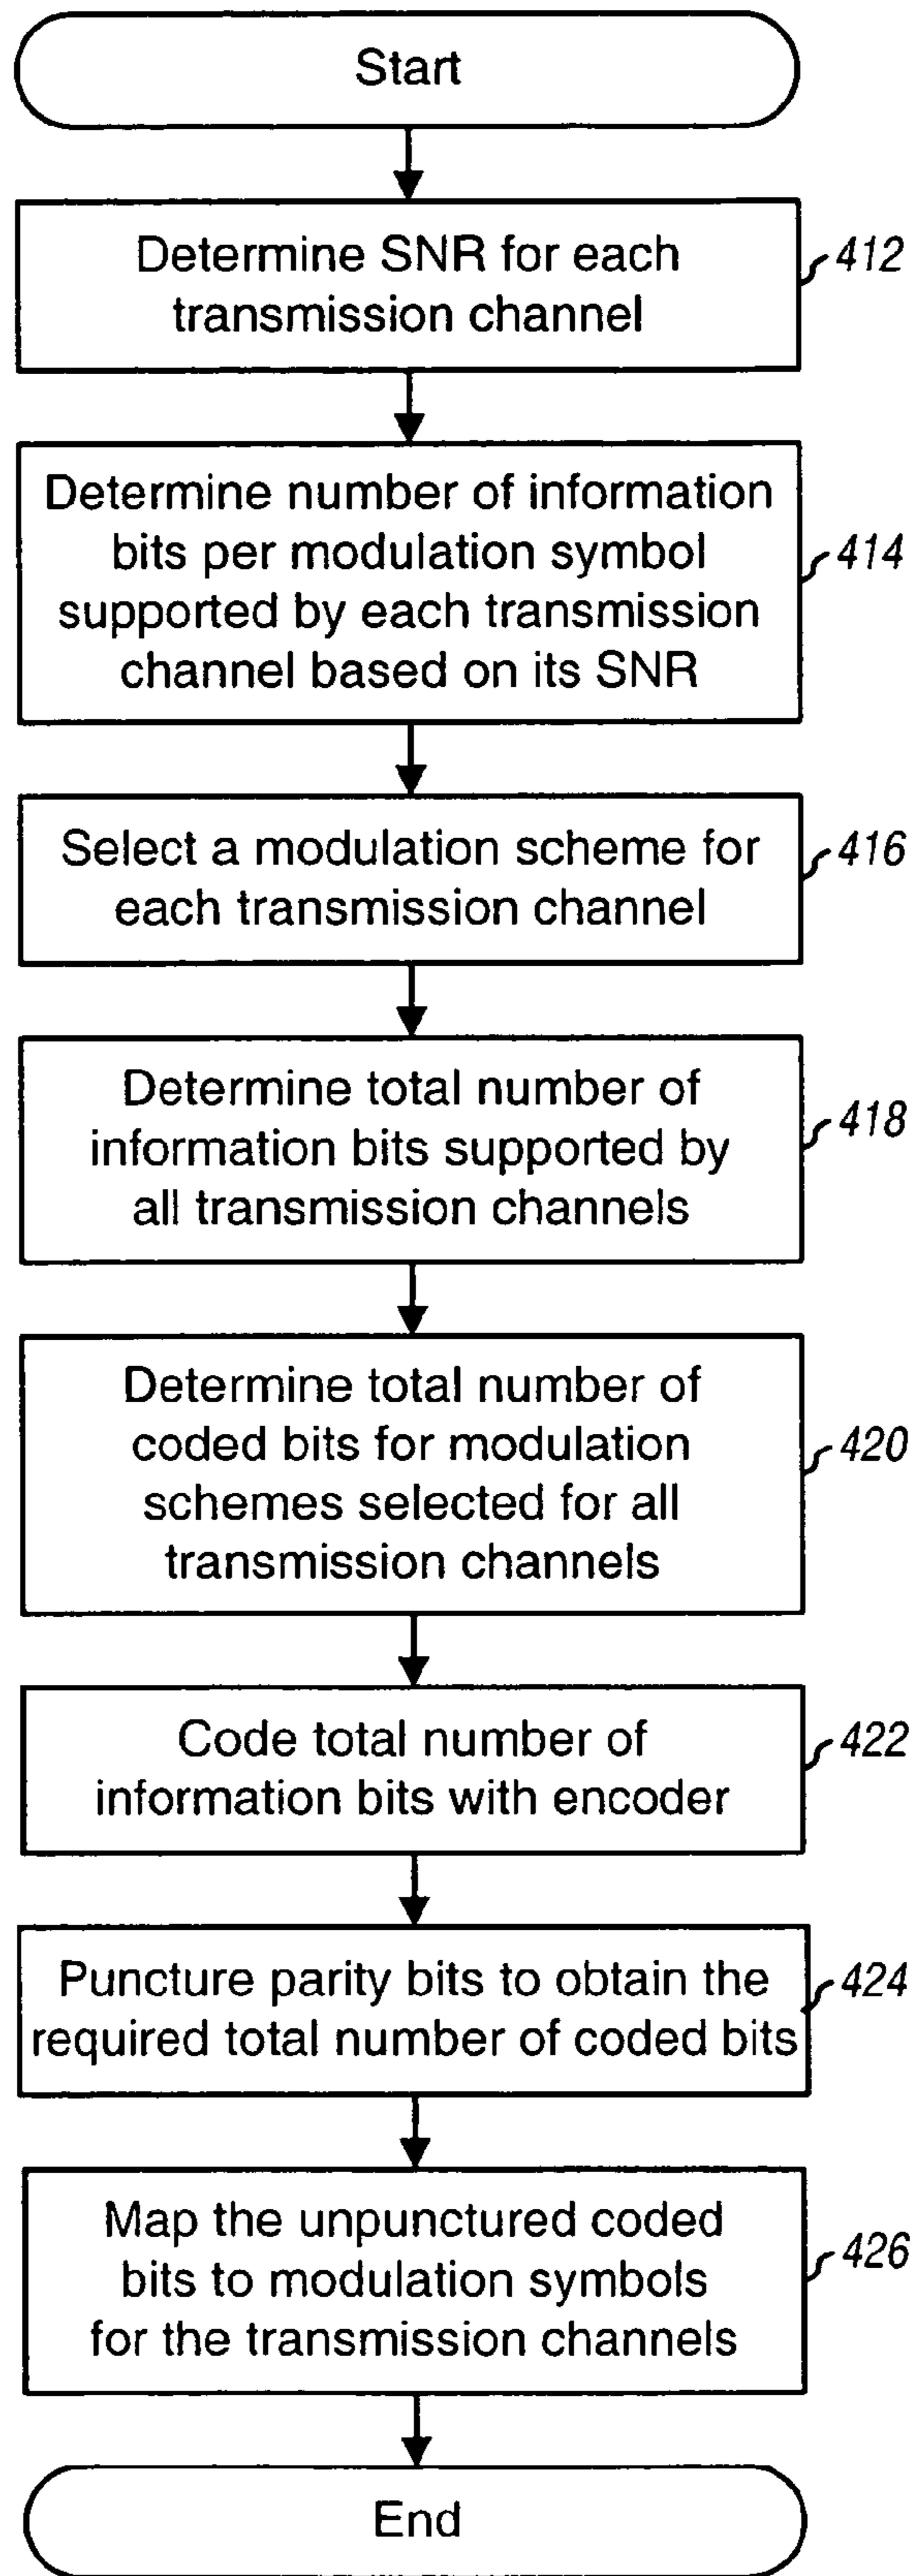 Start
Determine SNR for each
transmission channel
412
Determine number of information
bits per modulation symbol
supported by each transmission
channel based on its SNR
414
Select a modulation scheme for
each transmission channel
416
Determine total number of
information bits supported by
all transmission channels
418
Determine total number of
coded bits for modulation
schemes selected for all
transmission channels
420
Code total number of
information bits with encoder
422
Puncture parity bits to obtain the
required total number of coded bits
424
Map the unpunctured coded
bits to modulation symbols
for the transmission channels
426
End